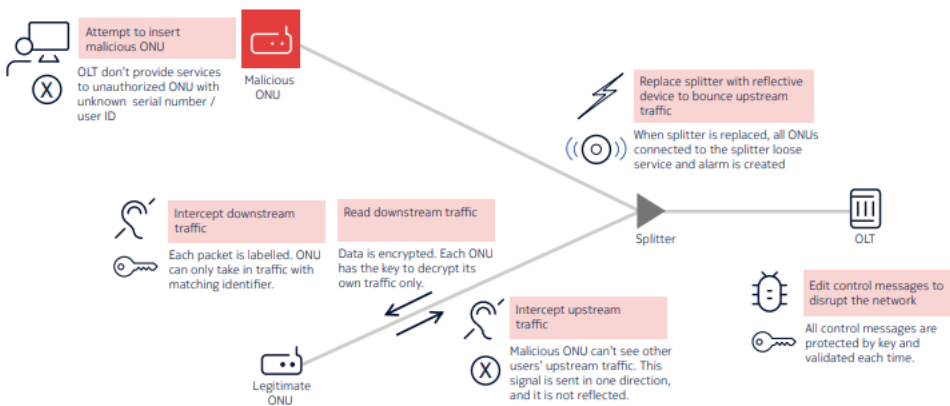 Attempt to insert
malicious ONU
OLT don't provide services
to unauthorized ONU with
unknown serial number /
user ID
X
Malicious
ONU
Replace splitter with reflective
device to bounce upstream
traffic
When splitter is replaced, all ONUs
connected to the splitter loose
service and alarm is created
Intercept downstream
traffic
Each packet is labelled. ONU
can only take in traffic with
matching identifier.
Read downstream traffic
Data is encrypted. Each ONU
has the key to decrypt its
own traffic only.
Splitter
OLT
Intercept upstream
traffic
X
Malicious ONU can't see other
users' upstream traffic. This
signal is sent in one direction,
and it is not reflected.
Edit control messages to
disrupt the network
All control messages are
protected by key and
validated each time.
Legitimate
ONU